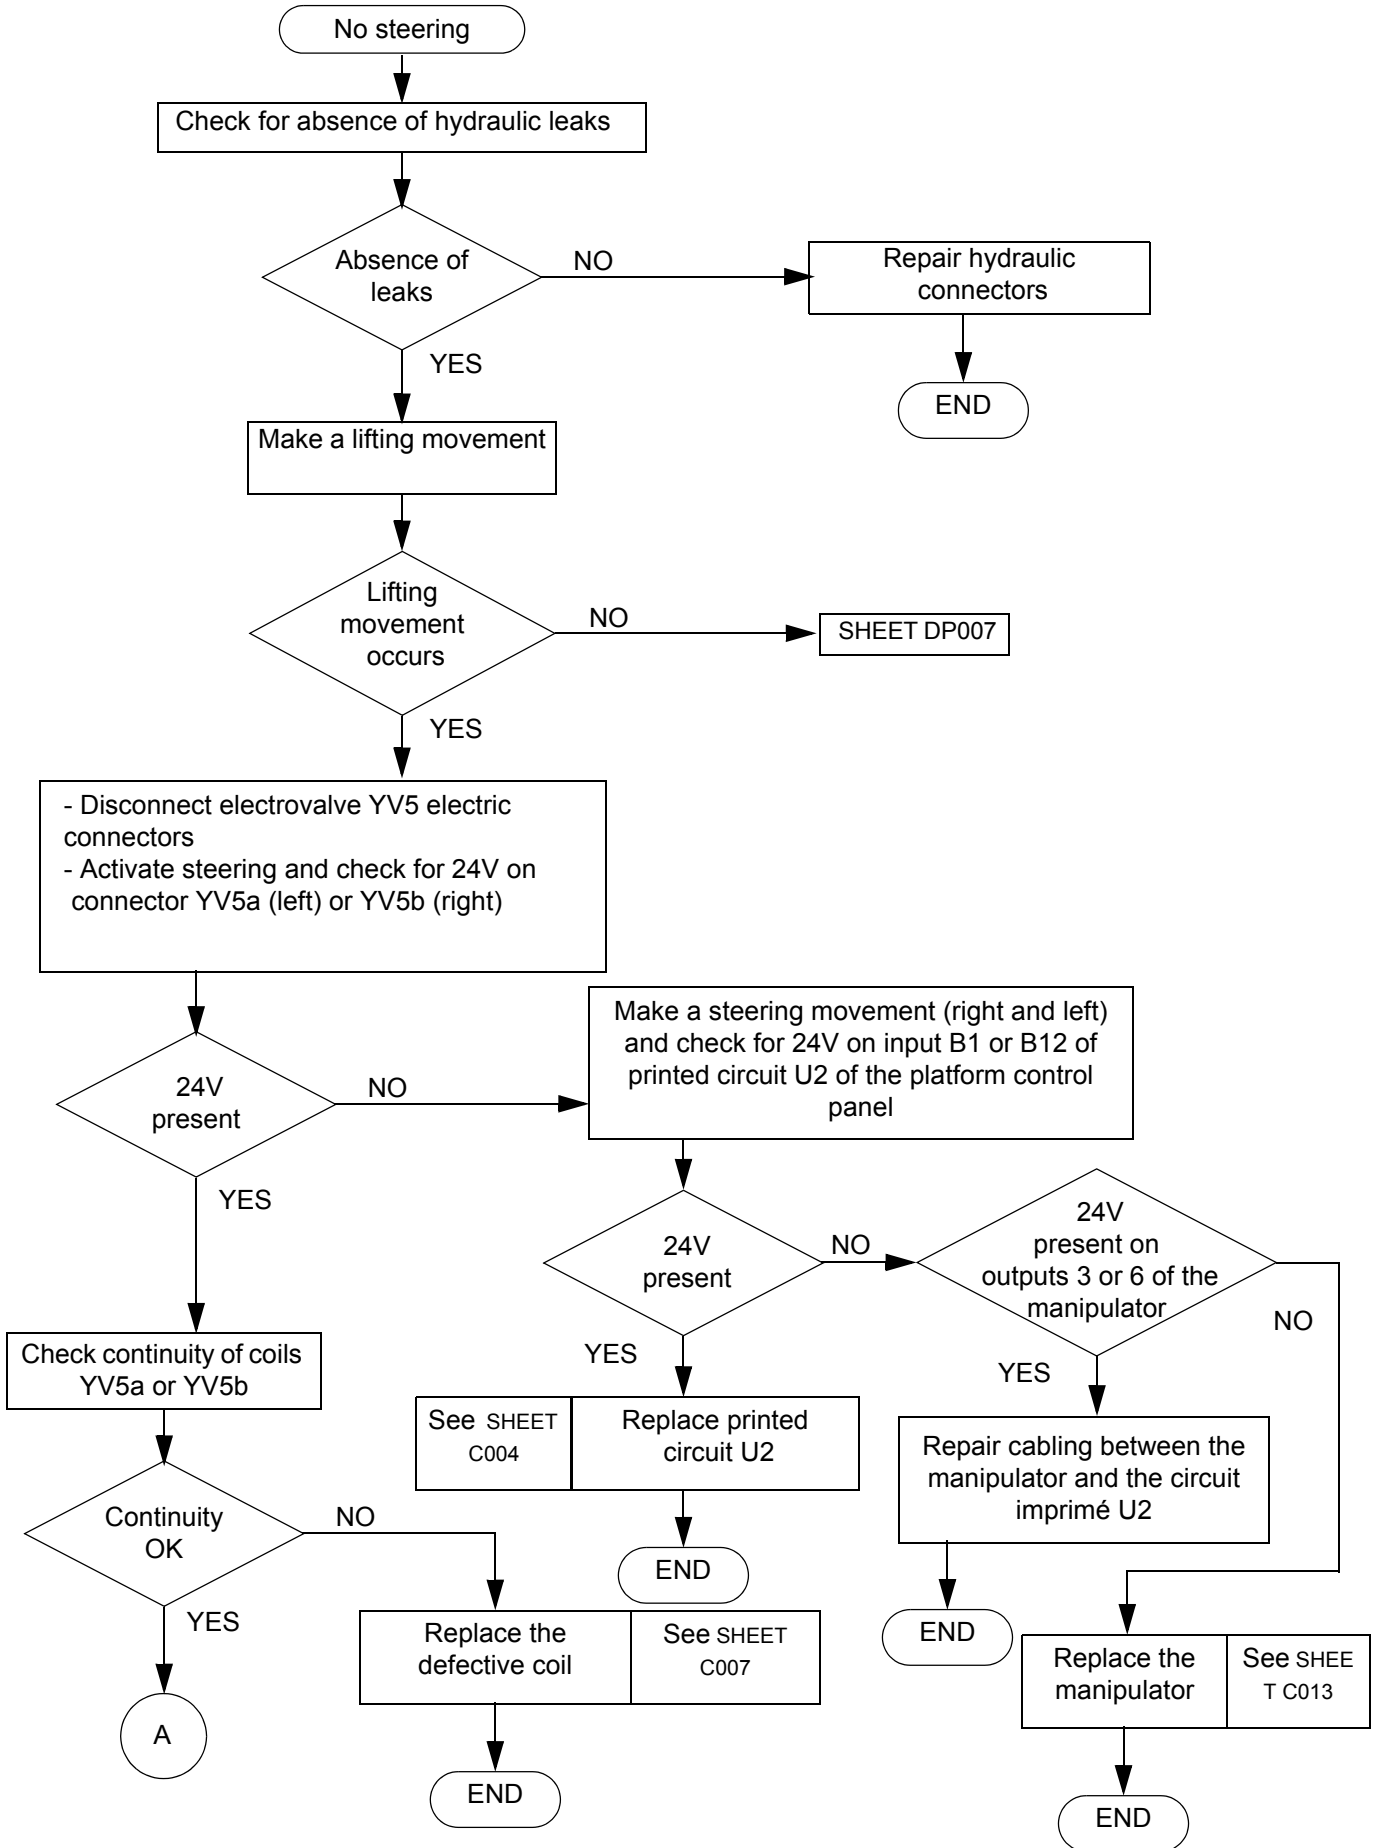 No steering
Check for absence of hydraulic leaks
Absence of
leaks
NO
Repair hydraulic
connectors
YES
END
Make a lifting movement
Lifting
movement
occurs
NO
SHEET DP007
YES
- Disconnect electrovalve YV5 electric
connectors
- Activate steering and check for 24V on
connector YV5a (left) or YV5b (right)
Make a steering movement (right and left)
and check for 24V on input B1 or B12 of
printed circuit U2 of the platform control
panel
24V
present
NO
YES
24V
present
NO
24V
present on
outputs 3 or 6 of the
manipulator
NO
YES
YES
Check continuity of coils
YV5a or YV5b
See SHEET
C004
Replace printed
circuit U2
Repair cabling between the
manipulator and the circuit
imprimé U2
Continuity
OK
NO
END
YES
Replace the
defective coil
See SHEET
C007
END
Replace the
manipulator
See SHEE
T C013
A
END
END